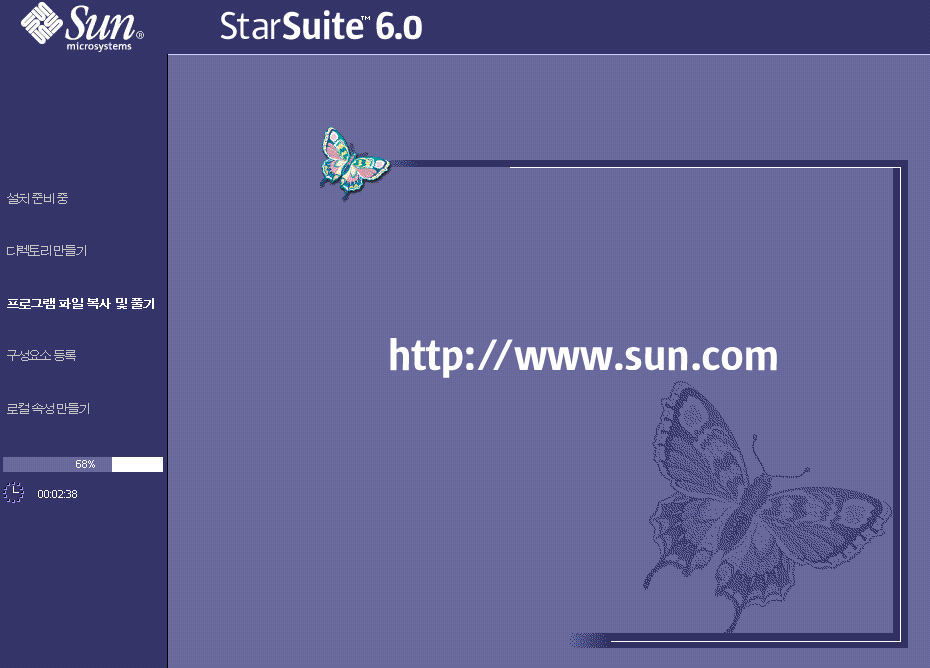 Sun®
microsystems
StarSuite™ 6.0
설치 준비 중
디렉토리 만들기
프로그램 파일 복사 및 풀기
구성요소 등록
로컬 속성 만들기
68%
00:02:38
http://www.sun.com